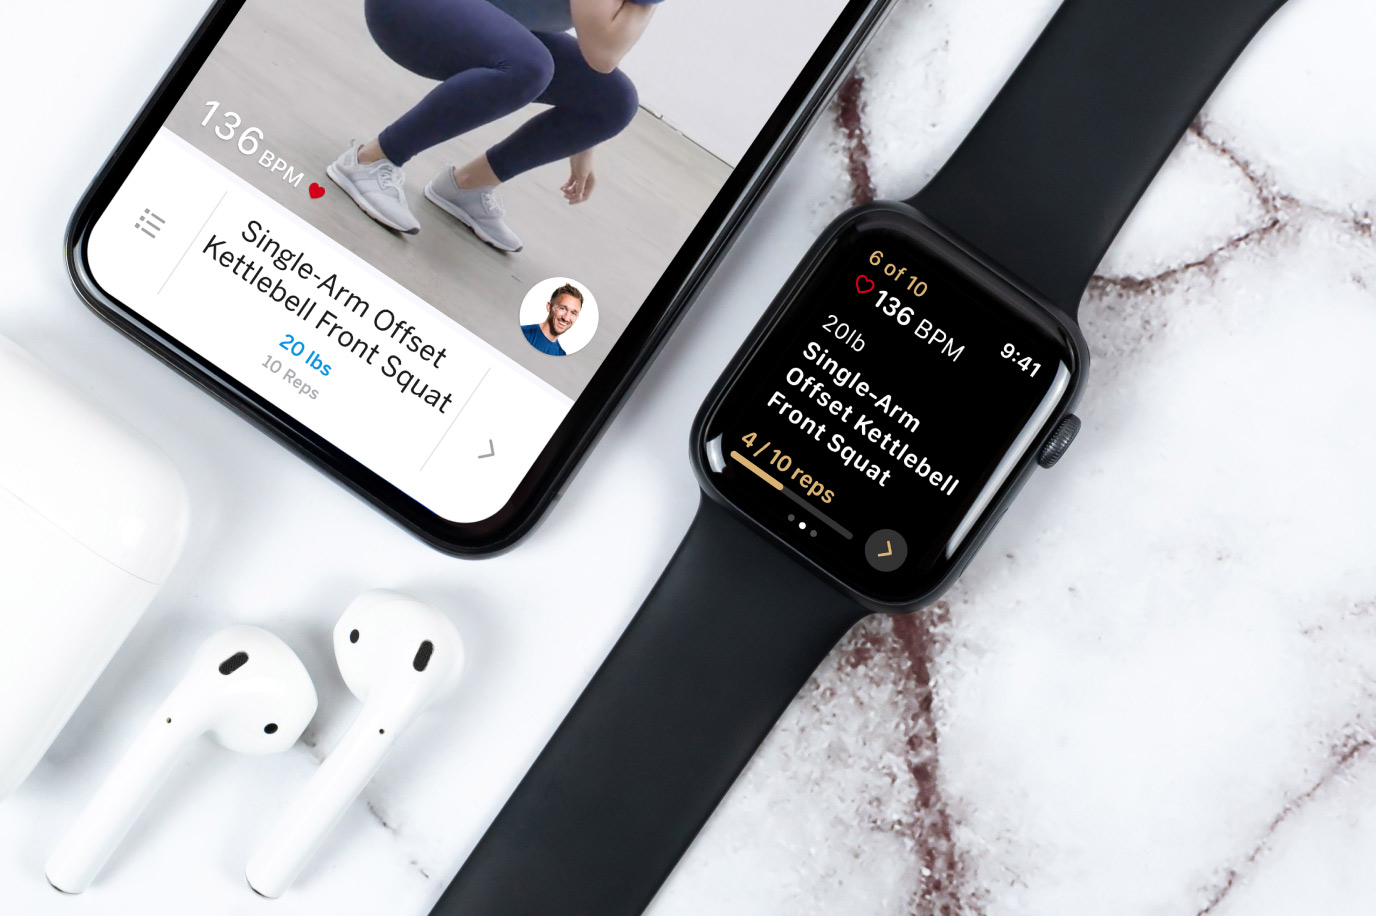 136 BPM
Single-Arm Offset
Kettlebell Front Squat
20 lbs
10 Reps
6 of 10
136 BPM
9:41
20lb
Single-Arm
Offset Kettlebell
Front Squat
4 / 10 reps